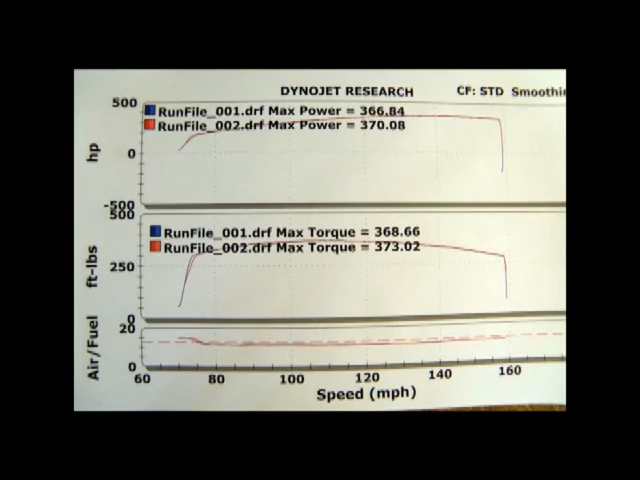 DYNOJET RESEARCH CF: STD Smoothin
500
RunFile_001.drf Max Power = 366.84
RunFile_002.drf Max Power = 370.08
hp
0
-500
500
RunFile_001.drf Max Torque = 368.66
RunFile_002.drf Max Torque = 373.02
ft-lbs
250
0
20
Air/Fuel
0
60 80 100 120 140 160
Speed (mph)